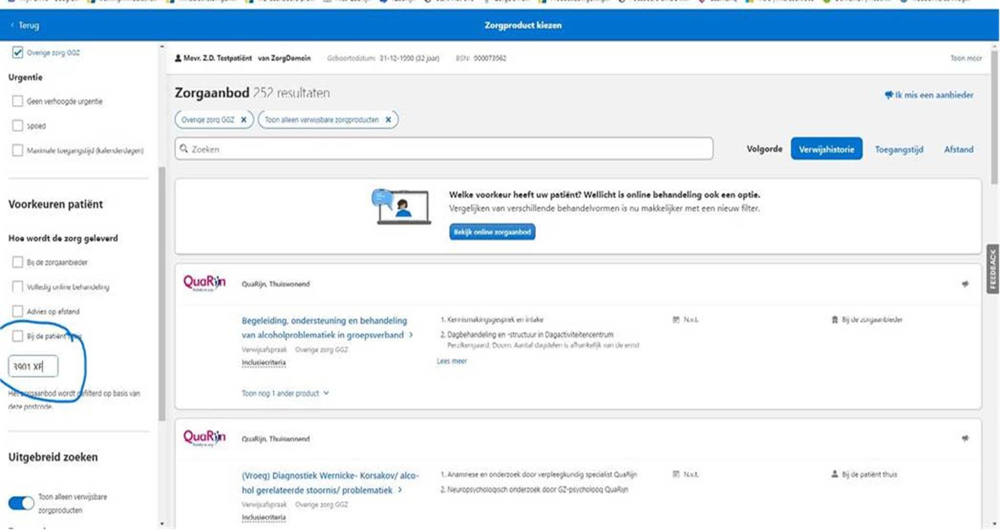 Terug
Zorgproduct kiezen
Overige zorg GGZ
Urgentie
Geen verhoogde urgentie
Spoed
Maximale toegangstijd (kalenderdagen)
Voorkeuren patiënt
Hoe wordt de zorg geleverd
Bij de zorgaanbieder
Volledig online behandeling
Advies op afstand
Bij de patiënt thuis
3901 XF
Het zorgaanbod wordt gefilterd op basis van
deze postcode.
Uitgebreid zoeken
Toon alleen verwijsbare
zorgproducten
Mevr. Z.D. Testpatiënt van ZorgDomein Geboortedatum: 31-12-1990 (32 jaar) BSN:
Toon meer
Zorgaanbod 252 resultaten
Ik mis een aanbieder
Overige zorg GGZ
Toon alleen verwijsbare zorgproducten
Zoeken
Volgorde Verwijshistorie Toegangstijd Afstand
Welke voorkeur heeft uw patiënt? Wellicht is online behandeling ook een optie.
Vergelijken van verschillende behandelvormen is nu makkelijker met een nieuw filter.
Bekijk online zorgaanbod
FEEDBACK
QuaRijn
QuaRijn, Thuiswonend
Begeleiding, ondersteuning en behandeling
van alcoholproblematiek in groepsverband
Verwijsafspraak Overige zorg GGZ
Inclusiecriteria
1. Kennismakingsgesprek en intake
2. Dagbehandeling en -structuur in Dagactiviteitencentrum
Perzikengaard, Doorn. Aantal dagdelen is afhankelijk van de ernst
Lees meer
N.v.t.
Bij de zorgaanbieder
Toon nog 1 ander product
QuaRijn
QuaRijn, Thuiswonend
(Vroeg) Diagnostiek Wernicke- Korsakov/ alco-
hol gerelateerde stoornis/ problematiek
Verwijsafspraak Overige zorg GGZ
Inclusiecriteria
1. Anamnese en onderzoek door verpleegkundig specialist QuaRijn
2. Neuropsychologisch onderzoek door GZ-psycholoog QuaRijn
N.v.t.
Bij de patiënt thuis